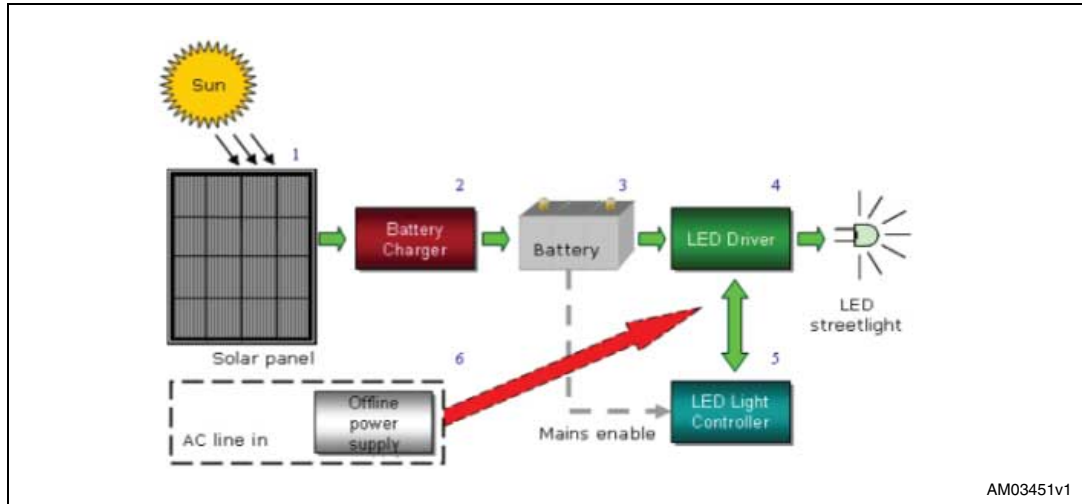 Sun
1
2
3
4
Battery
Charger
Battery
LED Driver
LED
streetlight
Solar panel
6
5
AC line in
Offline
power
supply
Mains enable
LED Light
Controller
AM03451v1